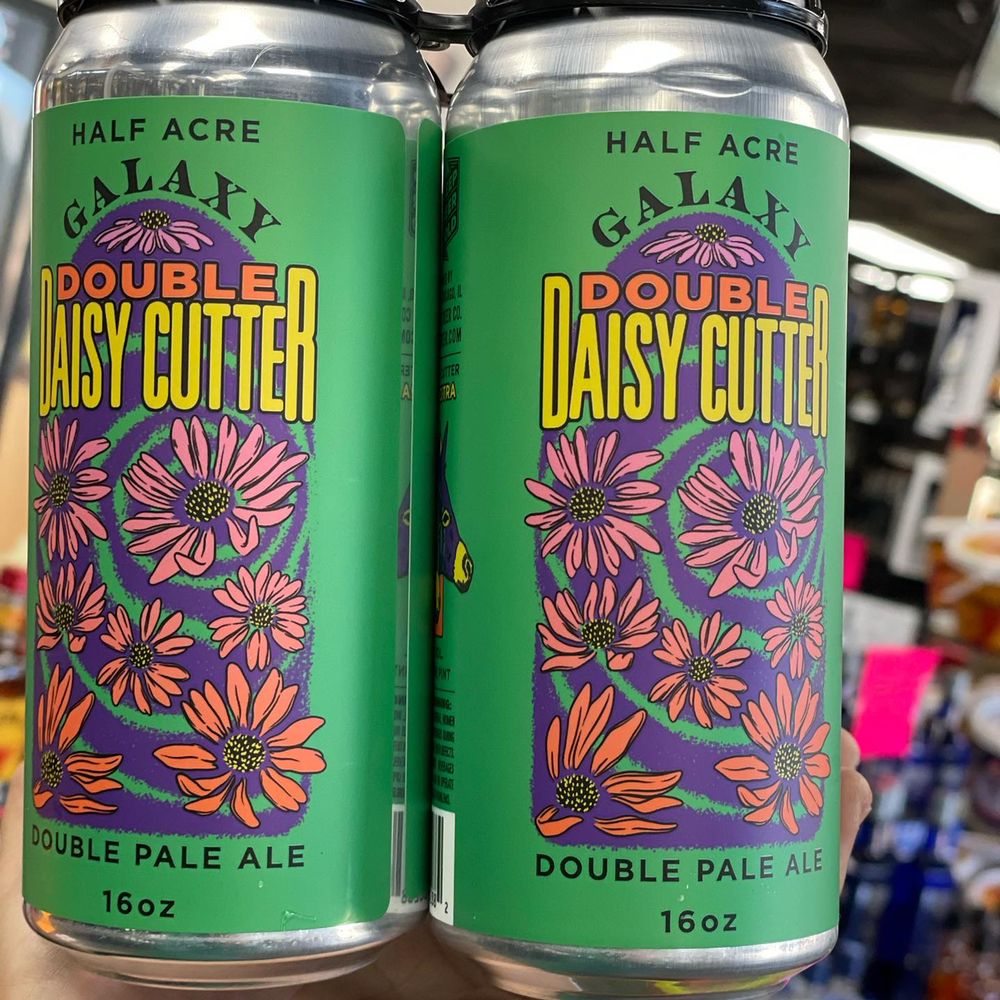 HALF ACRE
GALAXY
DOUBLE
DAISY CUTTER
DOUBLE PALE ALE
16oz
HALF ACRE
GALAXY
DOUBLE
DAISY CUTTER
DOUBLE PALE ALE
16oz